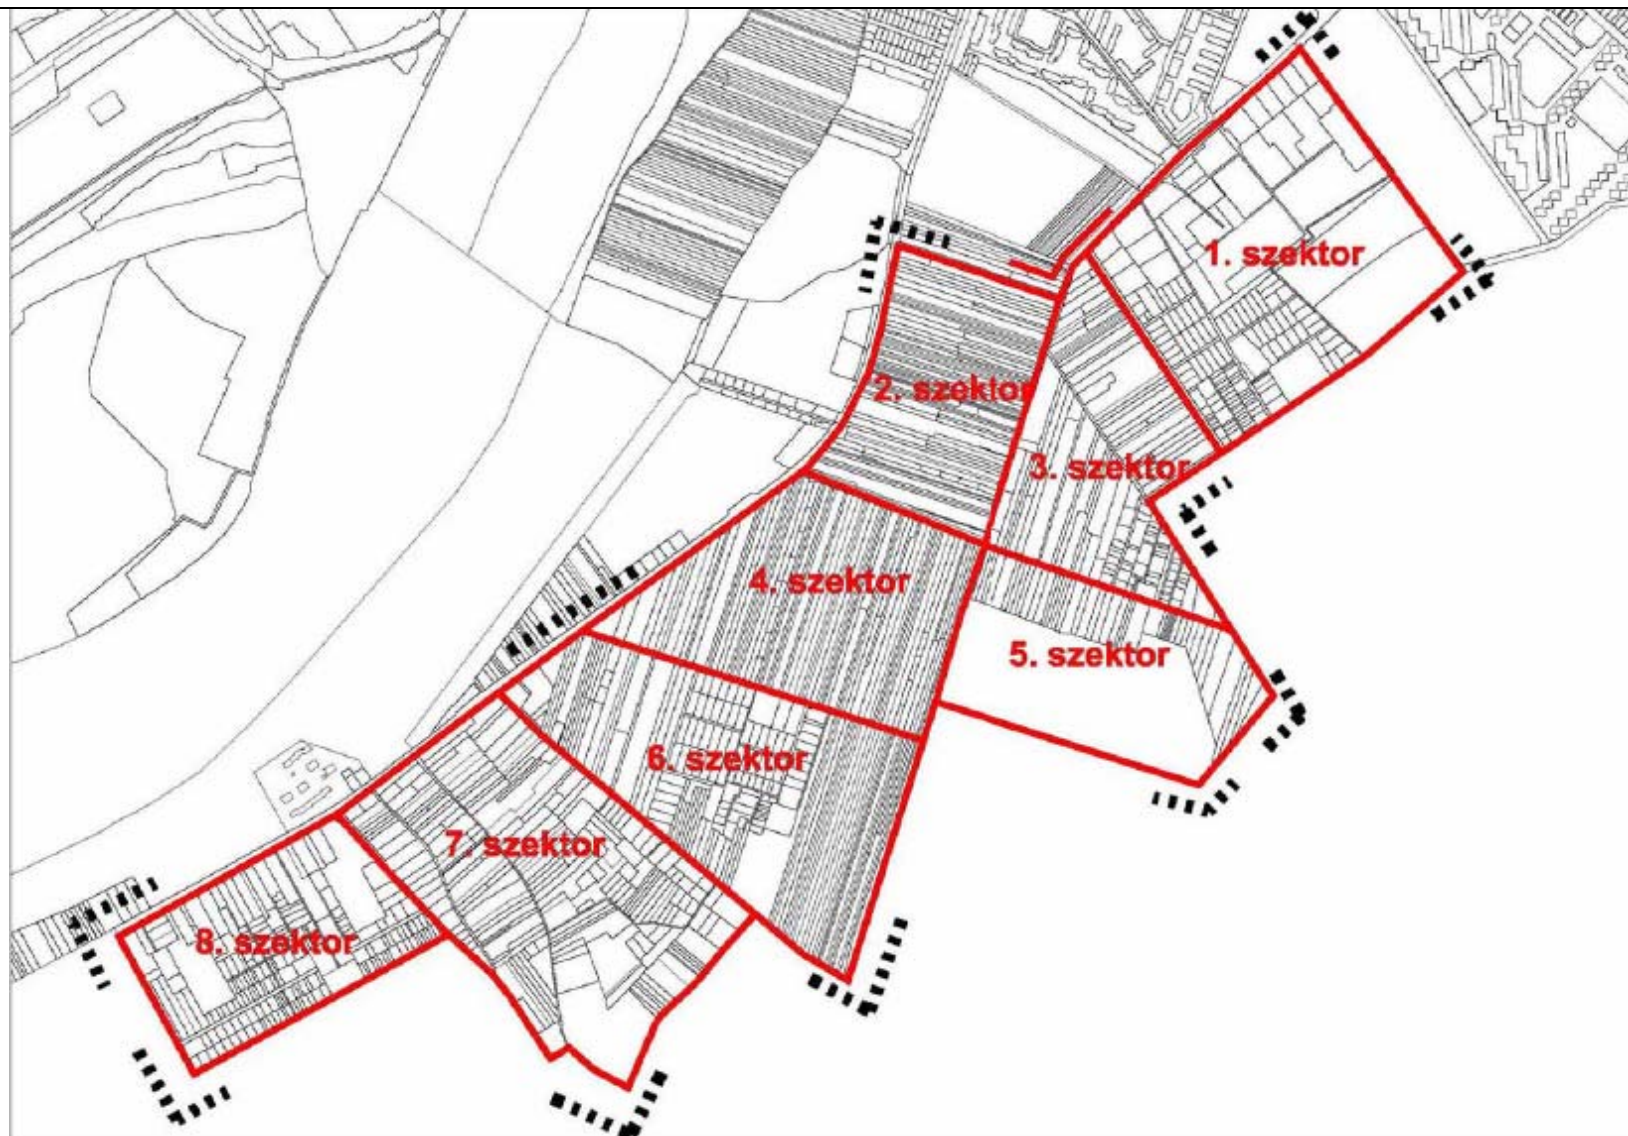 1. szektor
2. szektor
3. szektor
4. szektor
5. szektor
6. szektor
7. szektor
8. szektor